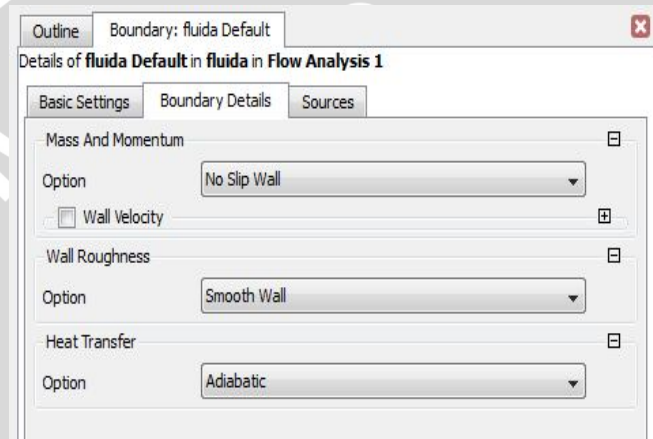 Outline Boundary: fluida Default
Details of fluida Default in fluida in Flow Analysis 1
Basic Settings Boundary Details Sources
Mass And Momentum
Option No Slip Wall
Wall Velocity
Wall Roughness
Option Smooth Wall
Heat Transfer
Option Adiabatic